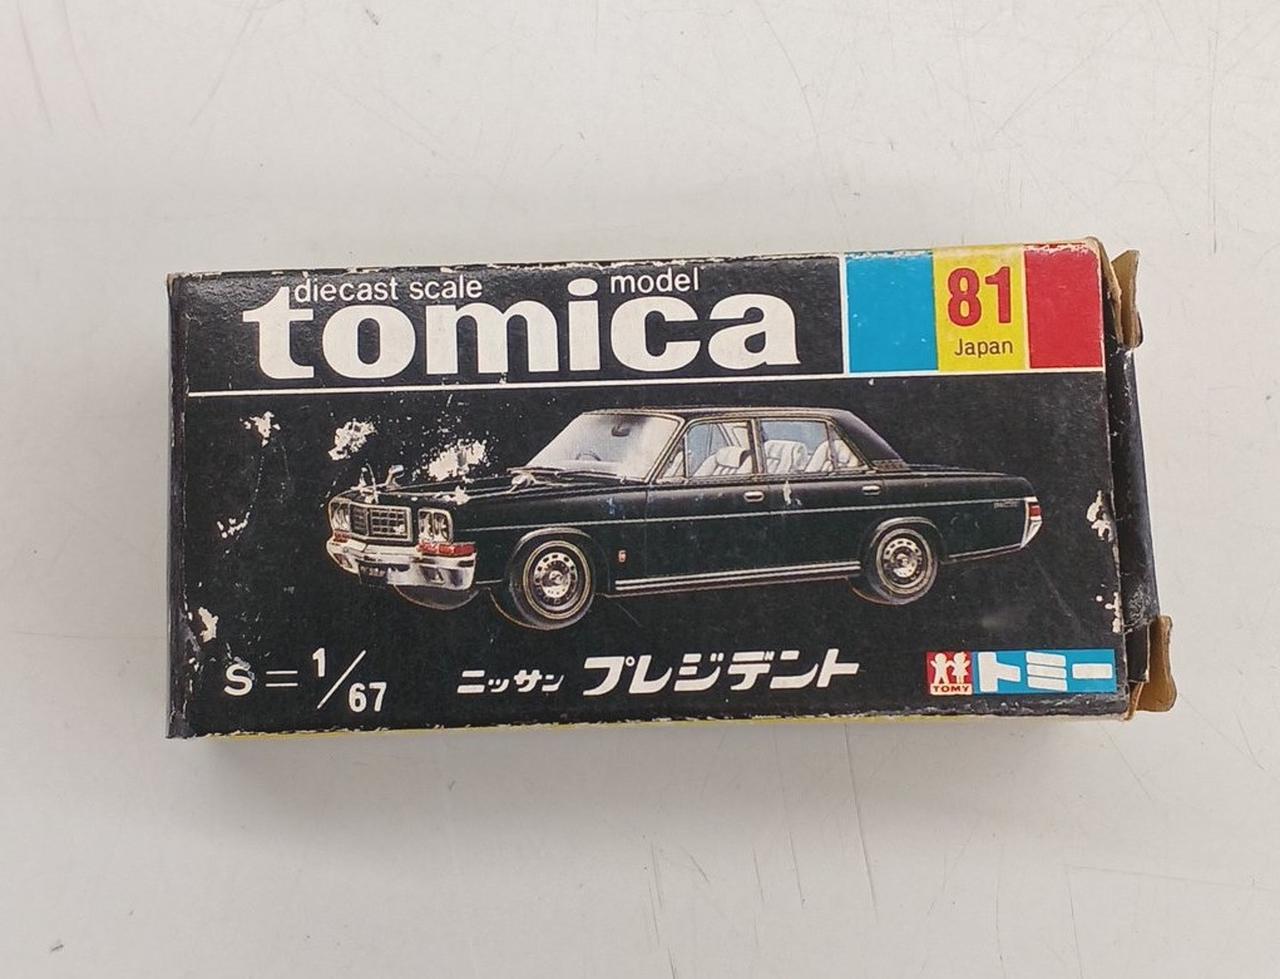 diecast scale model
tomica
81
Japan
S=1/67
ニッサン プレジデント
TOMY
トミー